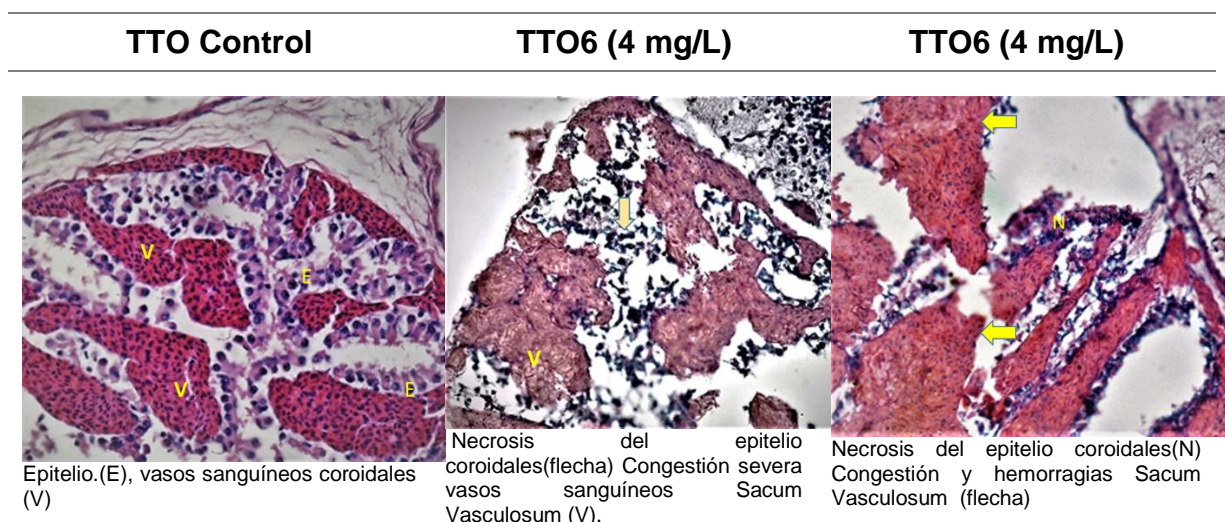 TTO Control TTO6 (4 mg/L) TTO6 (4 mg/L)
V
E
V
E
Epitelio.(E), vasos sanguíneos coroidales
(V)
V
Necrosis del epitelio
coroidales(flecha) Congestión severa
vasos sanguíneos Sacum
Vasculosum (V).
N
Necrosis del epitelio coroidales(N)
Congestión y hemorragias Sacum
Vasculosum (flecha)